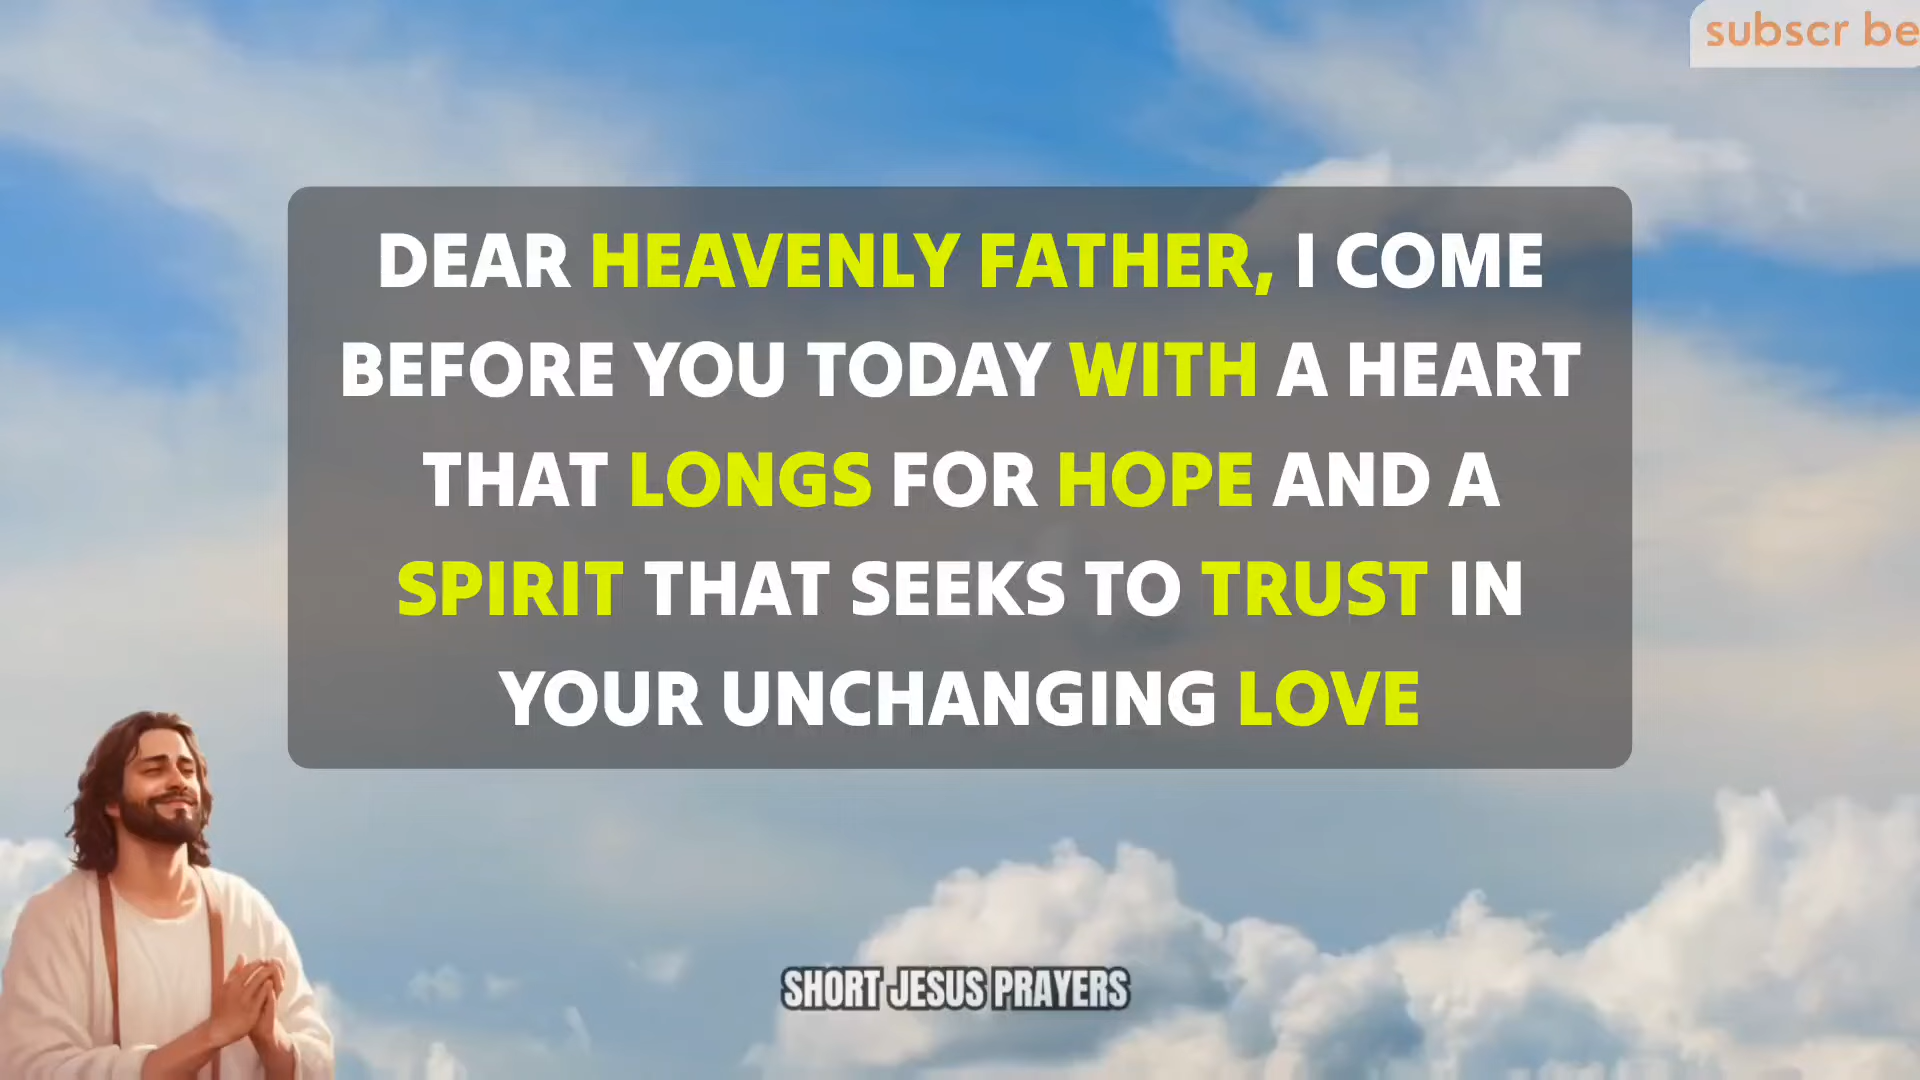 subscr be
DEAR HEAVENLY FATHER, I COME
BEFORE YOU TODAY WITH A HEART
THAT LONGS FOR HOPE AND A
SPIRIT THAT SEEKS TO TRUST IN
YOUR UNCHANGING LOVE
SHORT JESUS PRAYERS